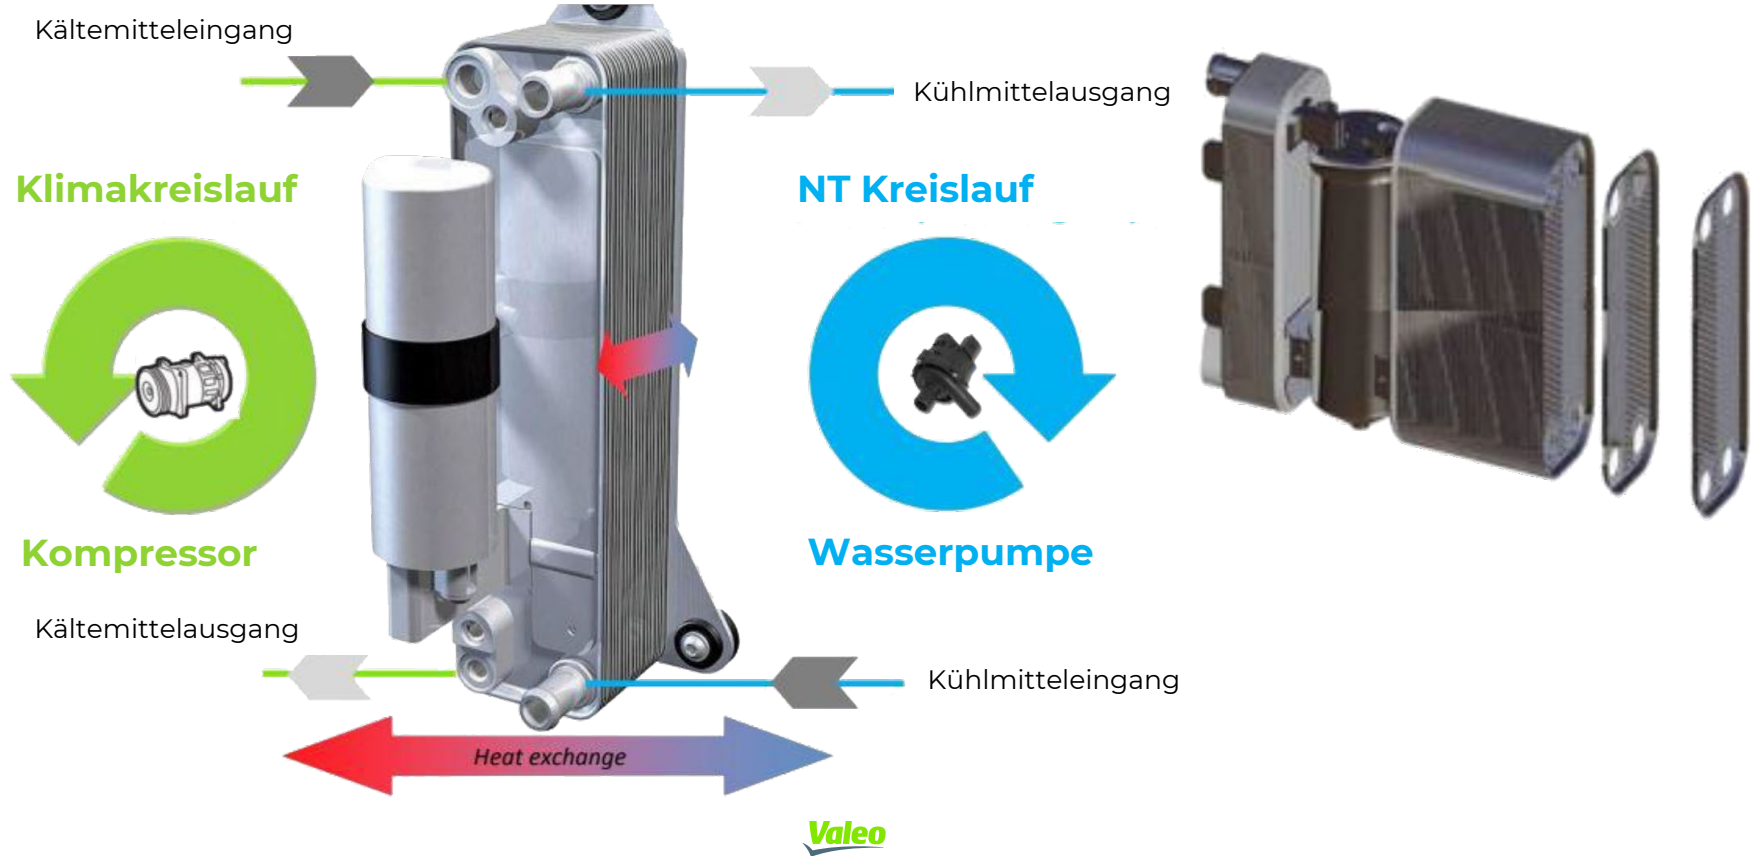 Kältemitteleingang
Kühlmittelausgang
Klimakreislauf
NT Kreislauf
Kompressor
Wasserpumpe
Kältemittelausgang
Kühlmitteleingang
Heat exchange
Valeo